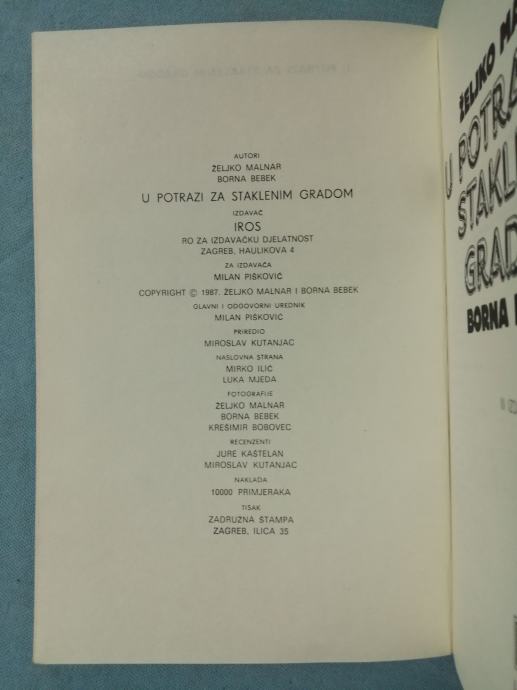 AUTORI
ŽELJKO MALNAR
BORNA BEBEK
U POTRAZI ZA STAKLENIM GRADOM
IZDAVAČ
IROS
RO ZA IZDAVAČKU DJELATNOST
ZAGREB, HAULIKOVA 4
ZA IZDAVAČA
MILAN PIŠKOVIĆ
COPYRIGHT © 1987. ŽELJKO MALNAR I BORNA BEBEK
GLAVNI I ODGOVORNI UREDNIK
MILAN PIŠKOVIĆ
PRIREDIO
MIROSLAV KUTANJAC
NASLOVNA STRANA
MIRKO ILIĆ
LUKA MJEDA
FOTOGRAFIJE
ŽELJKO MALNAR
BORNA BEBEK
KREŠIMIR BOBOVEC
RECENZENTI
JURE KAŠTELAN
MIROSLAV KUTANJAC
NAKLADA
10000 PRIMJERAKA
TISAK
ZADRUŽNA ŠTAMPA
ZAGREB, ILICA 35
ŽELJKO MA
U POTRA
STAKLE
GRAD
BORNA